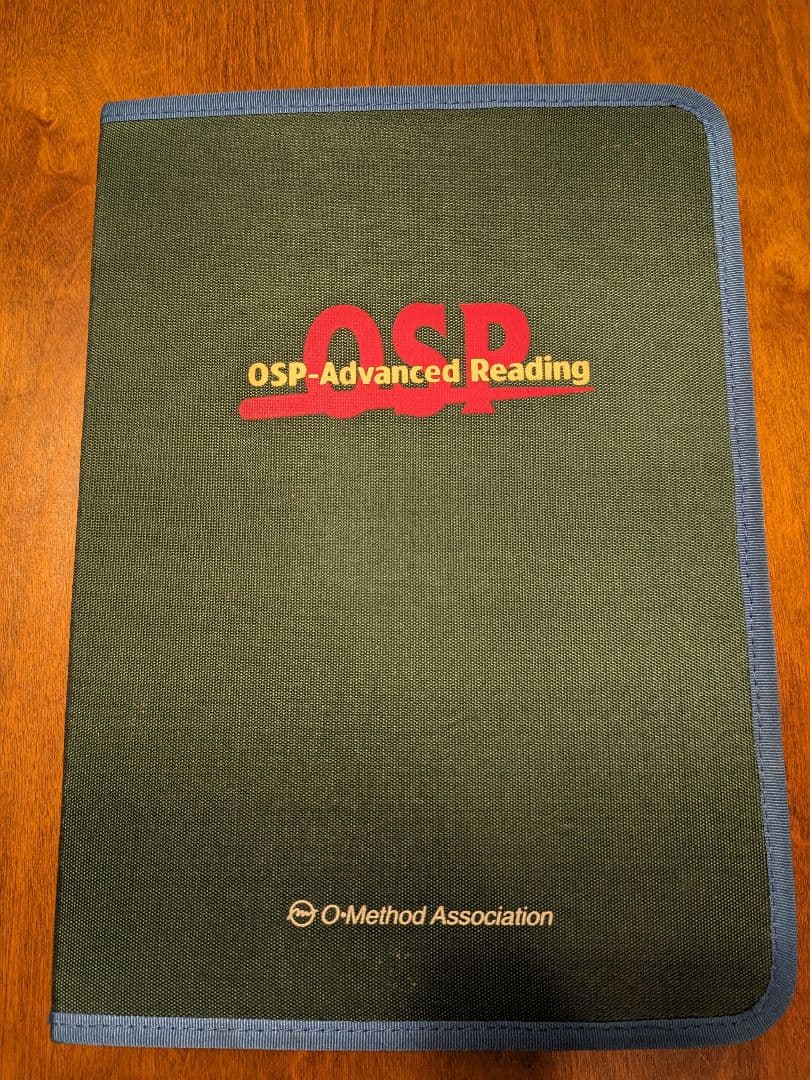 OSP
OSP-Advanced Reading
O•Method Association